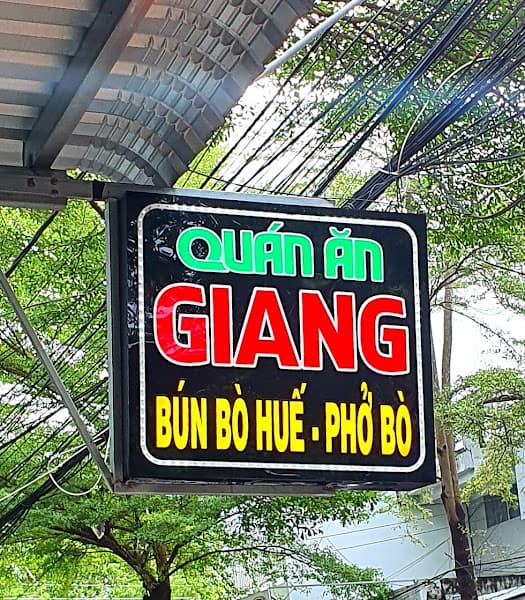 QUÁN ĂN
GIANG
BÚN BÒ HUẾ - PHỞ BÒ